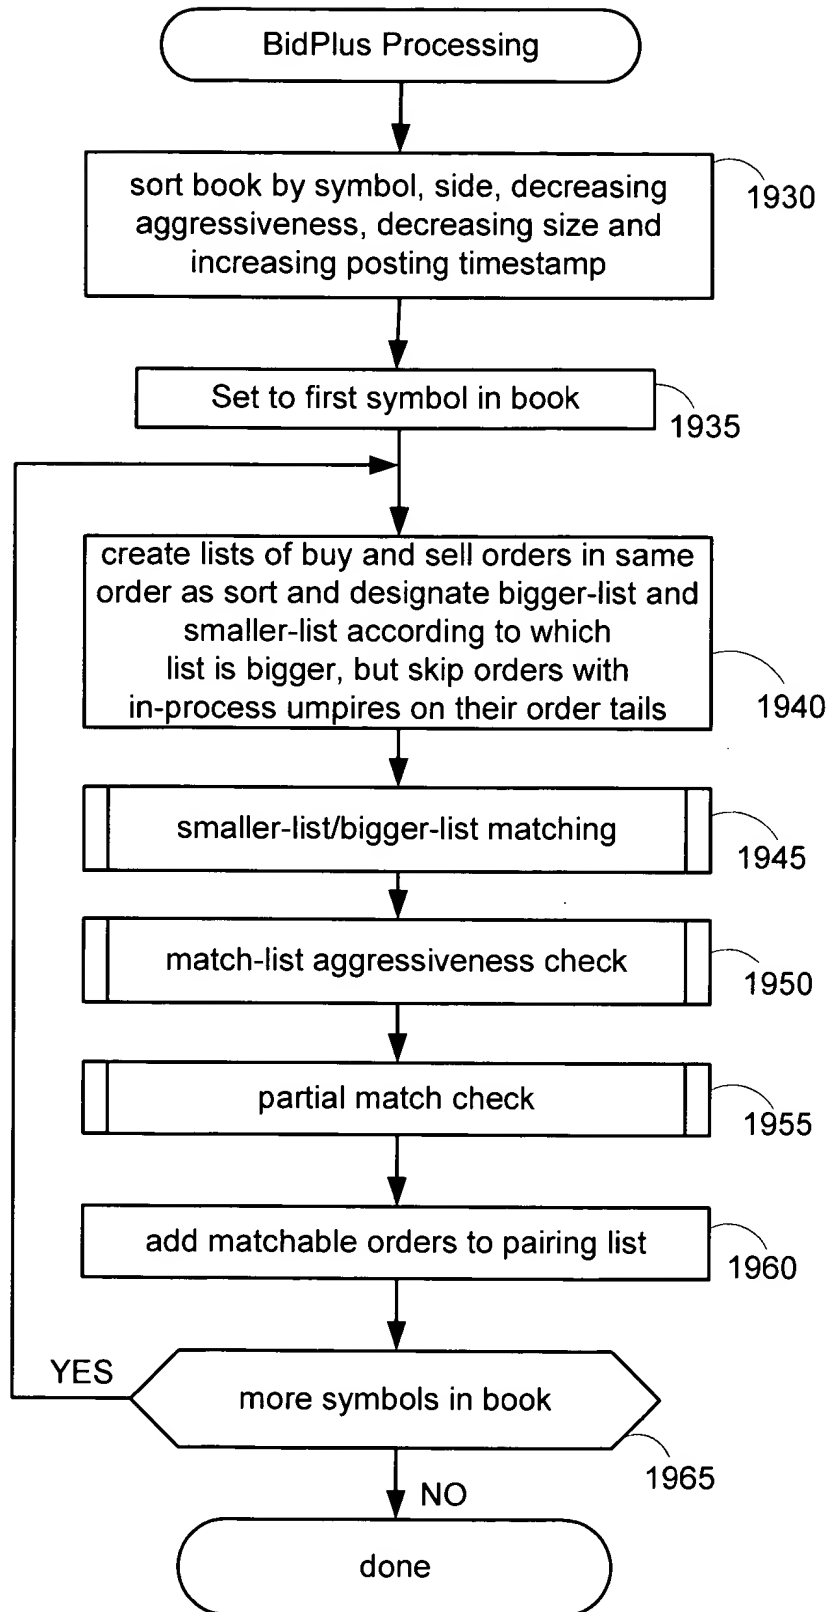 BidPlus Processing
sort book by symbol, side, decreasing
aggressiveness, decreasing size and
increasing posting timestamp
1930
Set to first symbol in book
1935
create lists of buy and sell orders in same
order as sort and designate bigger-list and
smaller-list according to which
list is bigger, but skip orders with
in-process umpires on their order tails
1940
smaller-list/bigger-list matching
1945
match-list aggressiveness check
1950
partial match check
1955
add matchable orders to pairing list
1960
YES
more symbols in book
1965
NO
done